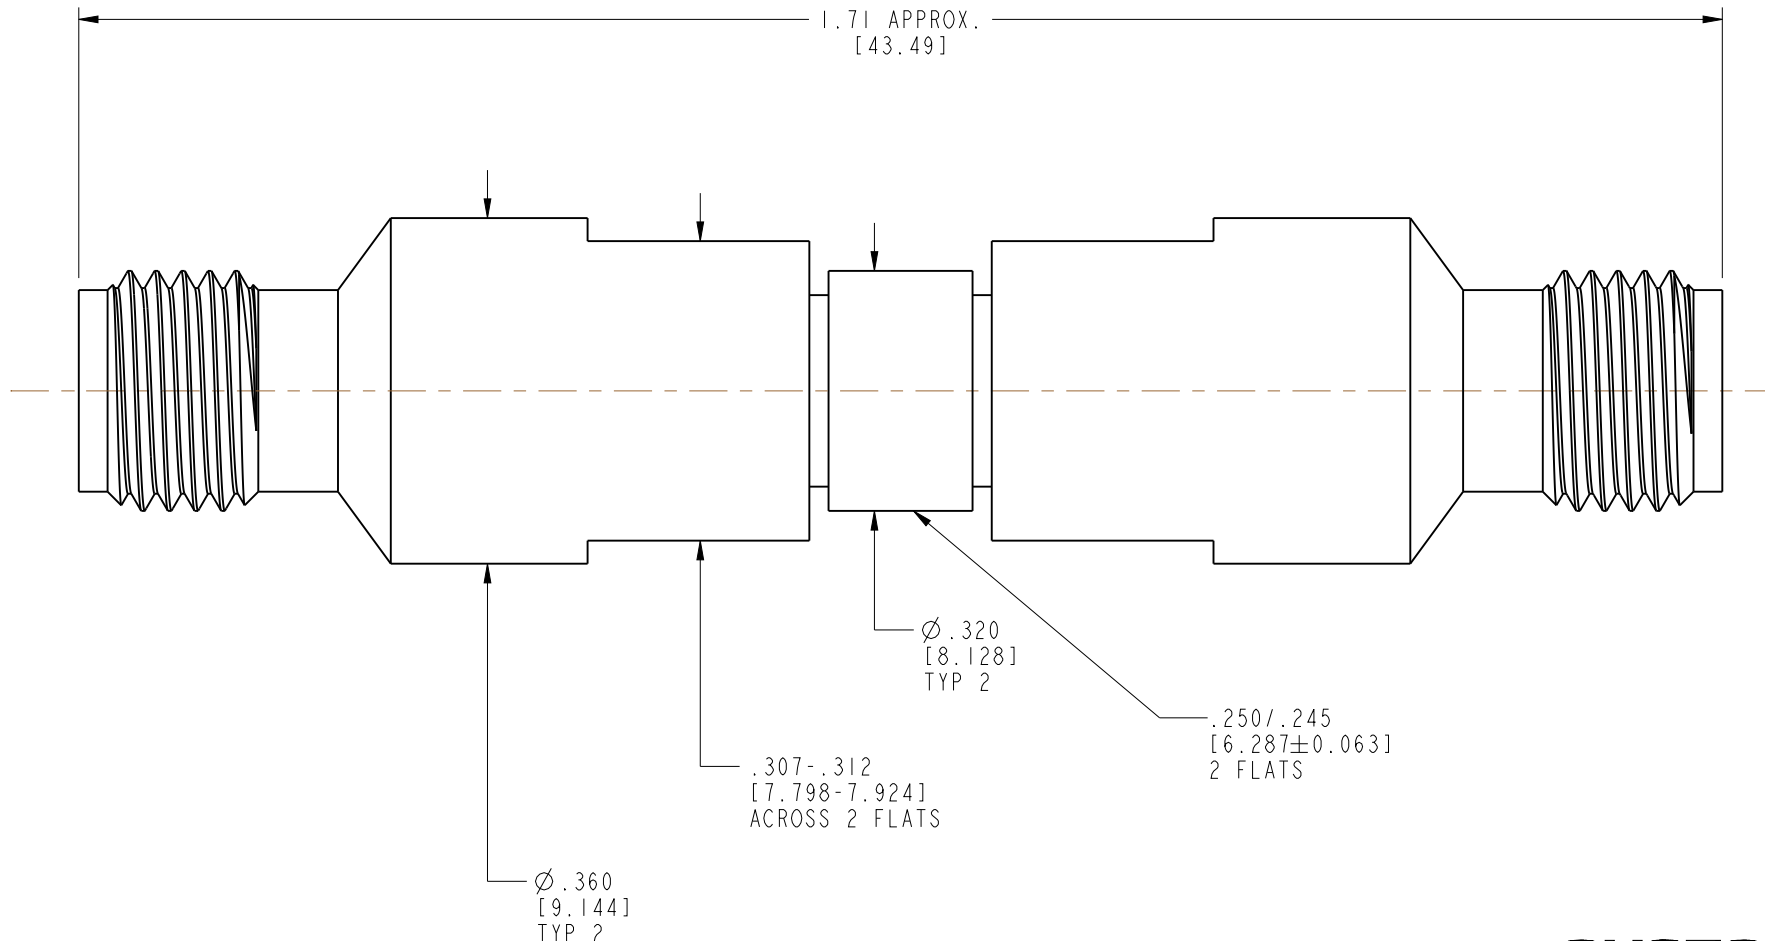 1.71 APPROX.
[43.49]
Ø.320
[8.128]
TYP 2
.250/.245
[6.287±0.063]
2 FLATS
.307-.312
[7.798-7.924]
ACROSS 2 FLATS
Ø.360
[9.144]
TYP 2